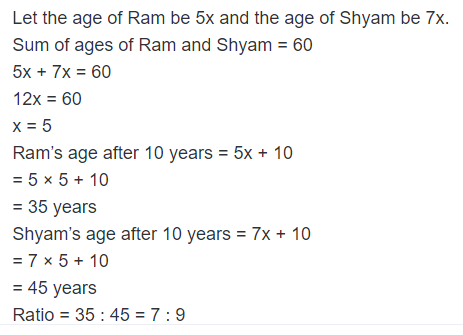 Let the age of Ram be 5x and the age of Shyam be 7x.
Sum of ages of Ram and Shyam = 60
5x + 7x = 60
12x = 60
x = 5
Ram’s age after 10 years = 5x + 10
= 5 × 5 + 10
= 35 years
Shyam’s age after 10 years = 7x + 10
= 7 × 5 + 10
= 45 years
Ratio = 35 : 45 = 7 : 9